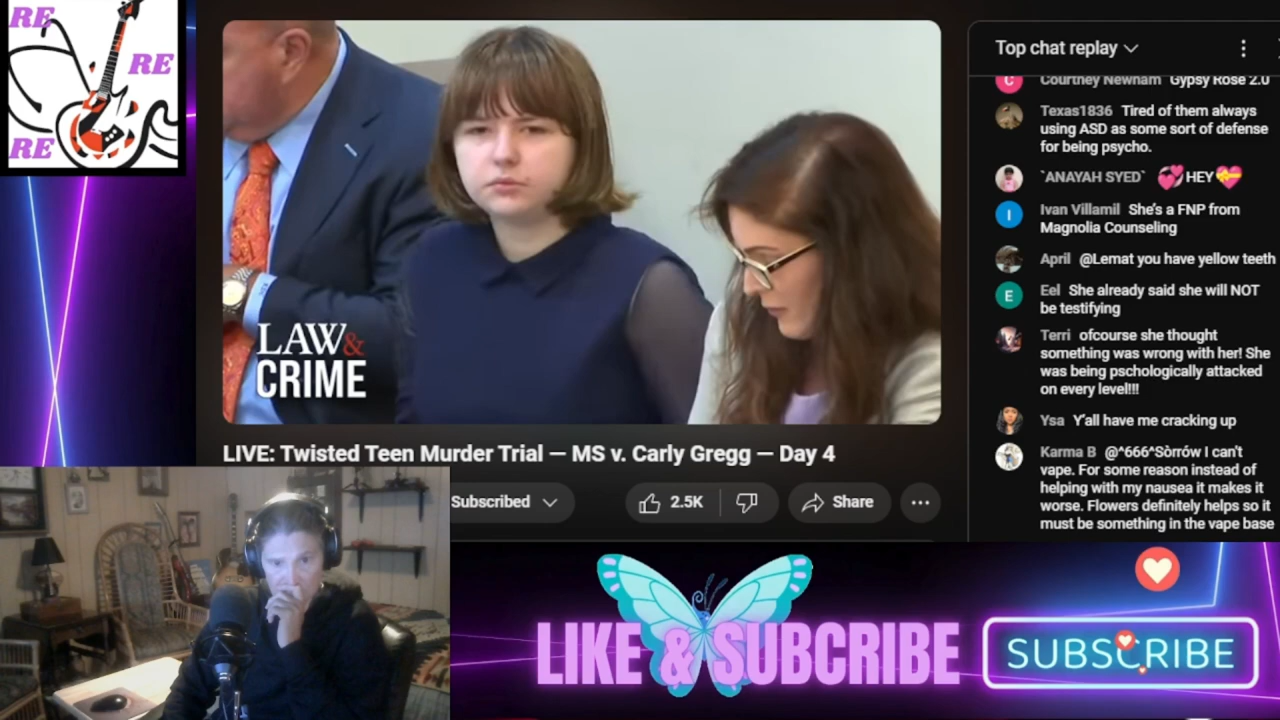 RE
RE
RE
LAW&
CRIME
LIVE: Twisted Teen Murder Trial — MS v. Carly Gregg — Day 4
Subscribed
2.5K
Share
Top chat replay
Courtney Newnam Gypsy Rose 2.0
Texas1836 Tired of them always
using ASD as some sort of defense
for being psycho.
`ANAYAH SYED` 💞HEY💝
I
Ivan Villamil She's a FNP from
Magnolia Counseling
April @Lemat you have yellow teeth
E
Eel She already said she will NOT
be testifying
Terri ofcourse she thought
something was wrong with her! She
was being pschologically attacked
on every level!!!
Ysa Y'all have me cracking up
Karma B @^666^Sòrrów I can't
vape. For some reason instead of
helping with my nausea it makes it
worse. Flowers definitely helps so it
must be something in the vape base
LIKE & SUBCRIBE
SUBSCRIBE